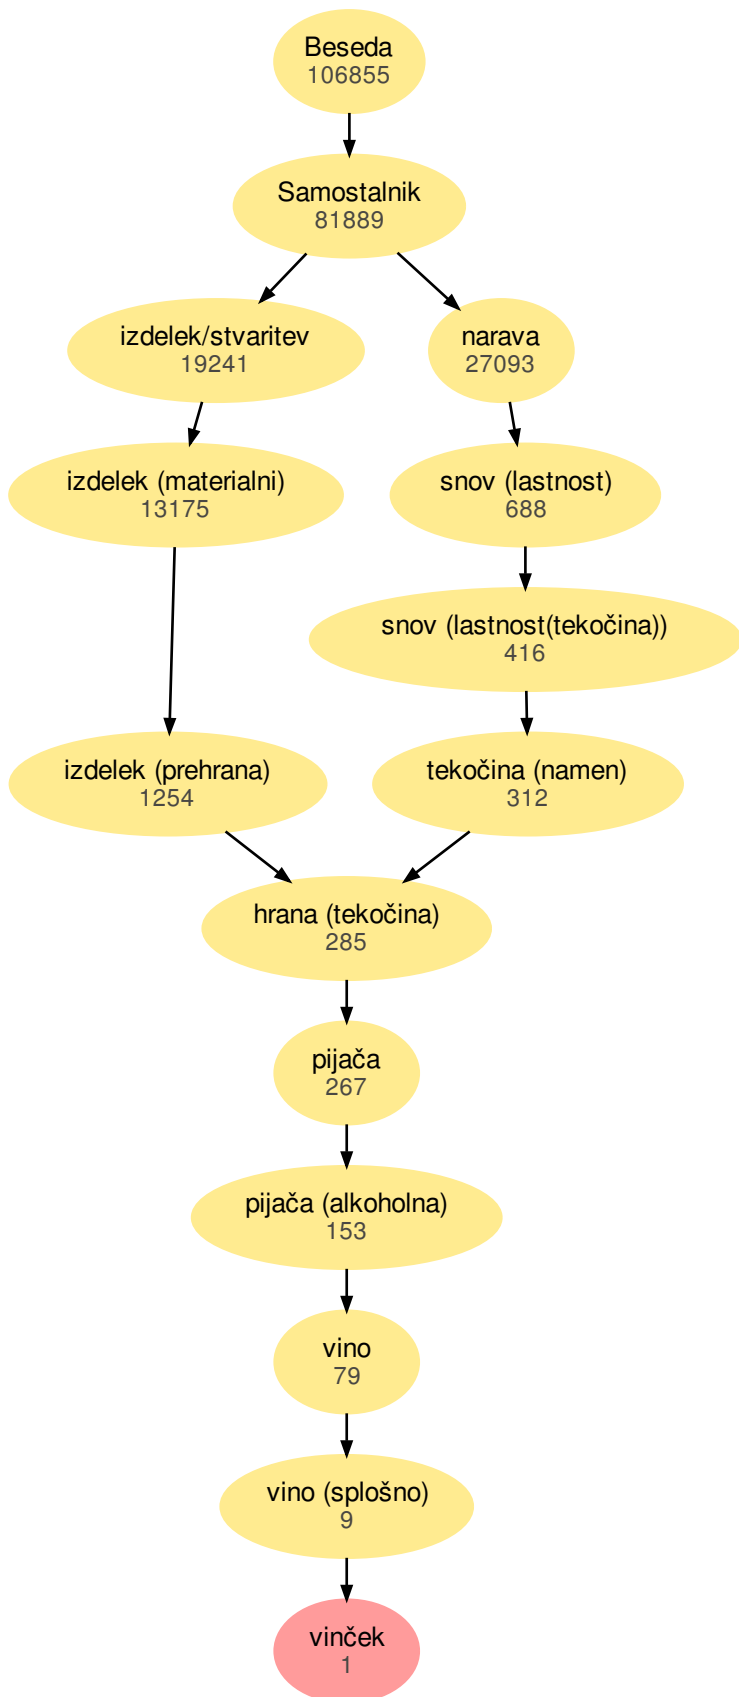 Beseda
106855
Samostalnik
81889
izdelek/stvaritev
19241
narava
27093
izdelek (materialni)
13175
snov (lastnost)
688
snov (lastnost(tekočina))
416
izdelek (prehrana)
1254
tekočina (namen)
312
hrana (tekočina)
285
pijača
267
pijača (alkoholna)
153
vino
79
vino (splošno)
9
vinček
1